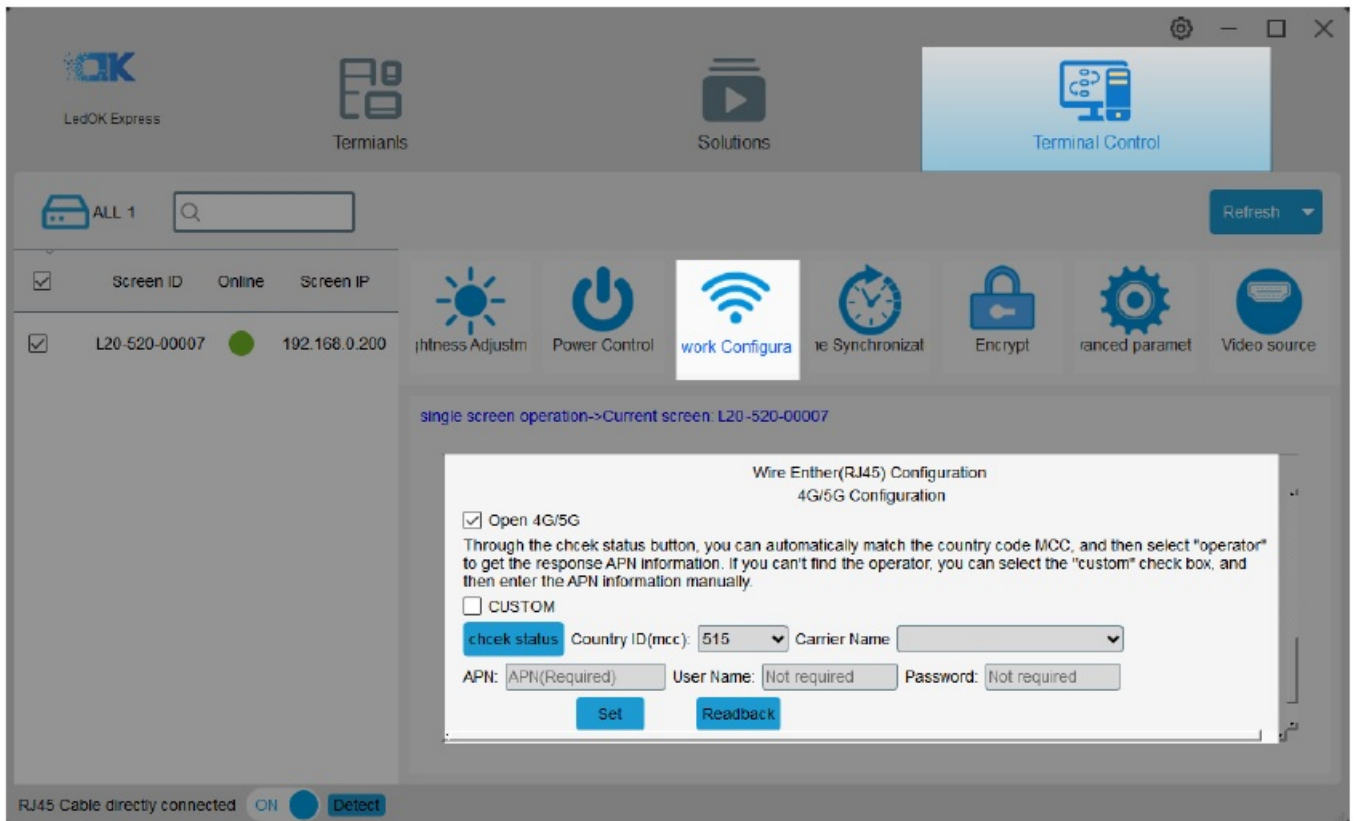 OK
LedOK Express
Termianls
Solutions
Terminal Control
ALL 1
Refresh
Screen ID Online Screen IP
L20-520-00007 192.168.0.200
ghtness Adjustm Power Control work Configura ne Synchronizat Encrypt vanced paramet Video source
single screen operation->Current screen: L20-520-00007
Wire Enther(RJ45) Configuration
4G/5G Configuration
Open 4G/5G
Through the chcek status button, you can automatically match the country code MCC, and then select "operator"
to get the response APN information. If you can't find the operator, you can select the "custom" check box, and
then enter the APN information manually.
CUSTOM
chcek status Country ID(mcc): 515 Carrier Name
APN: APN(Required) User Name: Not required Password: Not required
Set Readback
RJ45 Cable directly connected ON Detect